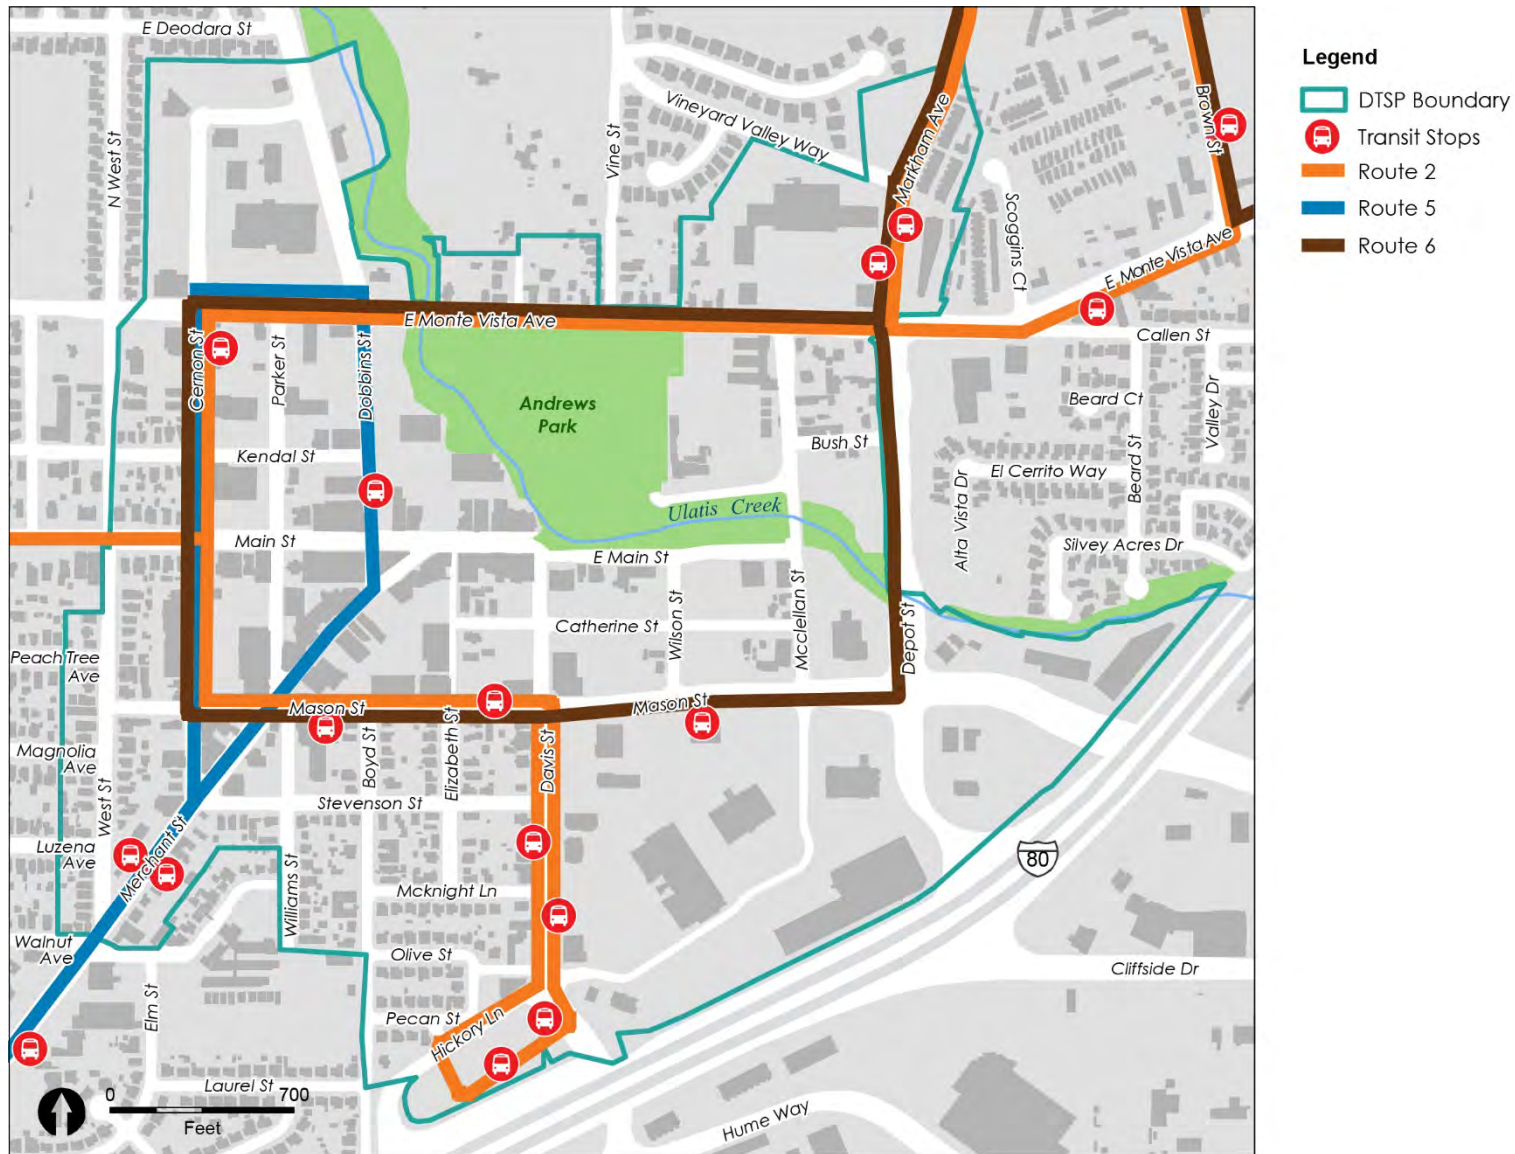 E Deodara St
N West St
Vine St
Vineyard Valley Way
Markham Ave
Brown St
Scoggins Ct
E Monte Vista Ave
E Monte Vista Ave
Callen St
Cernon St
Parker St
Dobbins St
Andrews
Park
Beard Ct
Valley Dr
Kendal St
Bush St
El Cerrito Way
Beard St
Alta Vista Dr
Ulatis Creek
Main St
E Main St
Silvey Acres Dr
Catherine St
Wilson St
Mcclellan St
Depot St
Peach Tree
Ave
Mason St
Mason St
Magnolia
Ave
West St
Boyd St
Elizabeth St
Davis St
Stevenson St
Luzena
Ave
Merchant St
80
Williams St
Mcknight Ln
Walnut
Ave
Olive St
Cliffside Dr
Elm St
Pecan St
Hickory Ln
Laurel St
0 700
Feet
Hume Way
Legend
DTSP Boundary
Transit Stops
Route 2
Route 5
Route 6